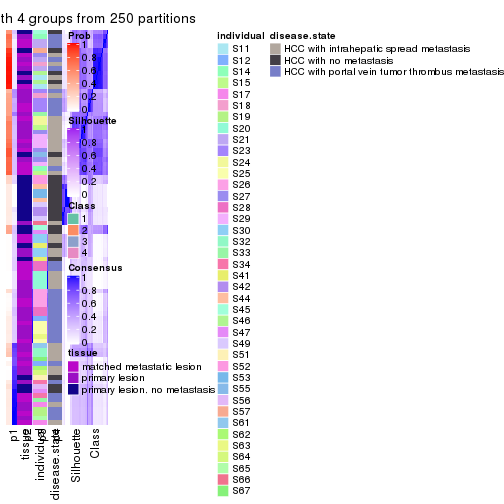 th 4 groups from 250 partitions
Prob
0.8
0.6
0.4
0.2
0
Silhouette
1
0.8
0.6
0.4
0.2
0
Class
1
2
3
4
Consensus
1
0.8
0.6
0.4
0.2
0
tissue
matched metastatic lesion
primary lesion
primary lesion. no metastasis
p1
tissue
individual
disease.state
Silhouette
Class
individual
S11
S12
S14
S15
S17
S18
S19
S20
S21
S23
S24
S25
S26
S27
S28
S29
S30
S32
S33
S34
S41
S42
S44
S45
S46
S47
S49
S51
S52
S53
S55
S56
S57
S61
S62
S63
S64
S65
S66
S67
disease.state
HCC with intrahepatic spread metastasis
HCC with no metastasis
HCC with portal vein tumor thrombus metastasis